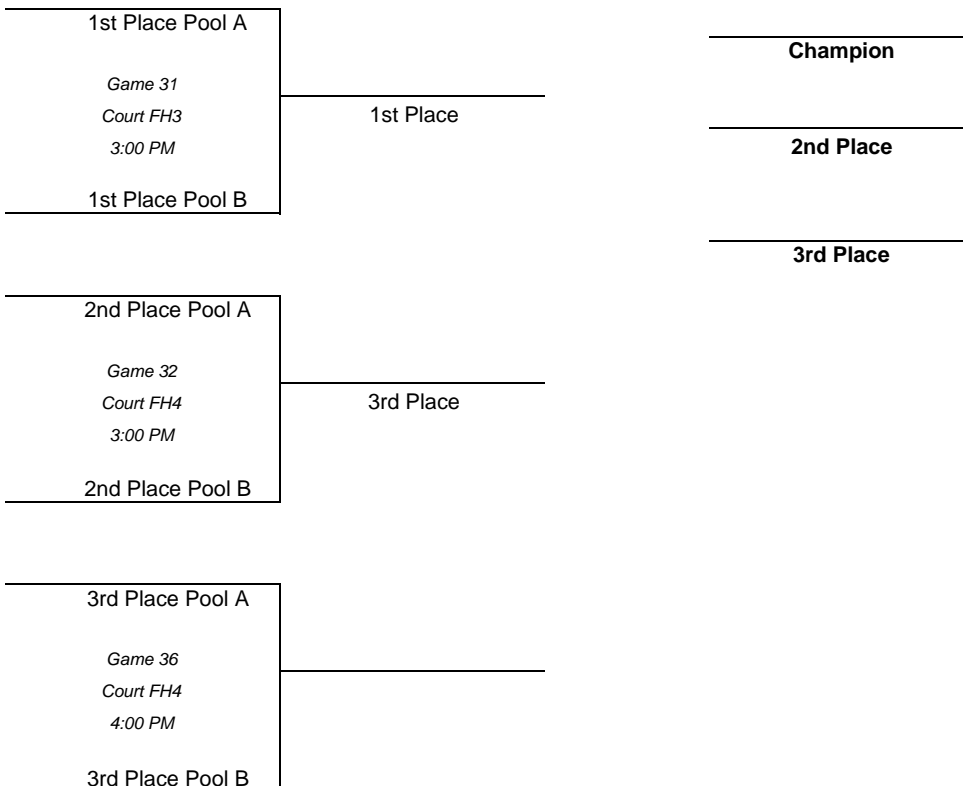 1st Place Pool A
Game 31
Court FH3
3:00 PM
1st Place Pool B
1st Place
2nd Place Pool A
Game 32
Court FH4
3:00 PM
2nd Place Pool B
3rd Place
3rd Place Pool A
Game 36
Court FH4
4:00 PM
3rd Place Pool B
Champion
2nd Place
3rd Place